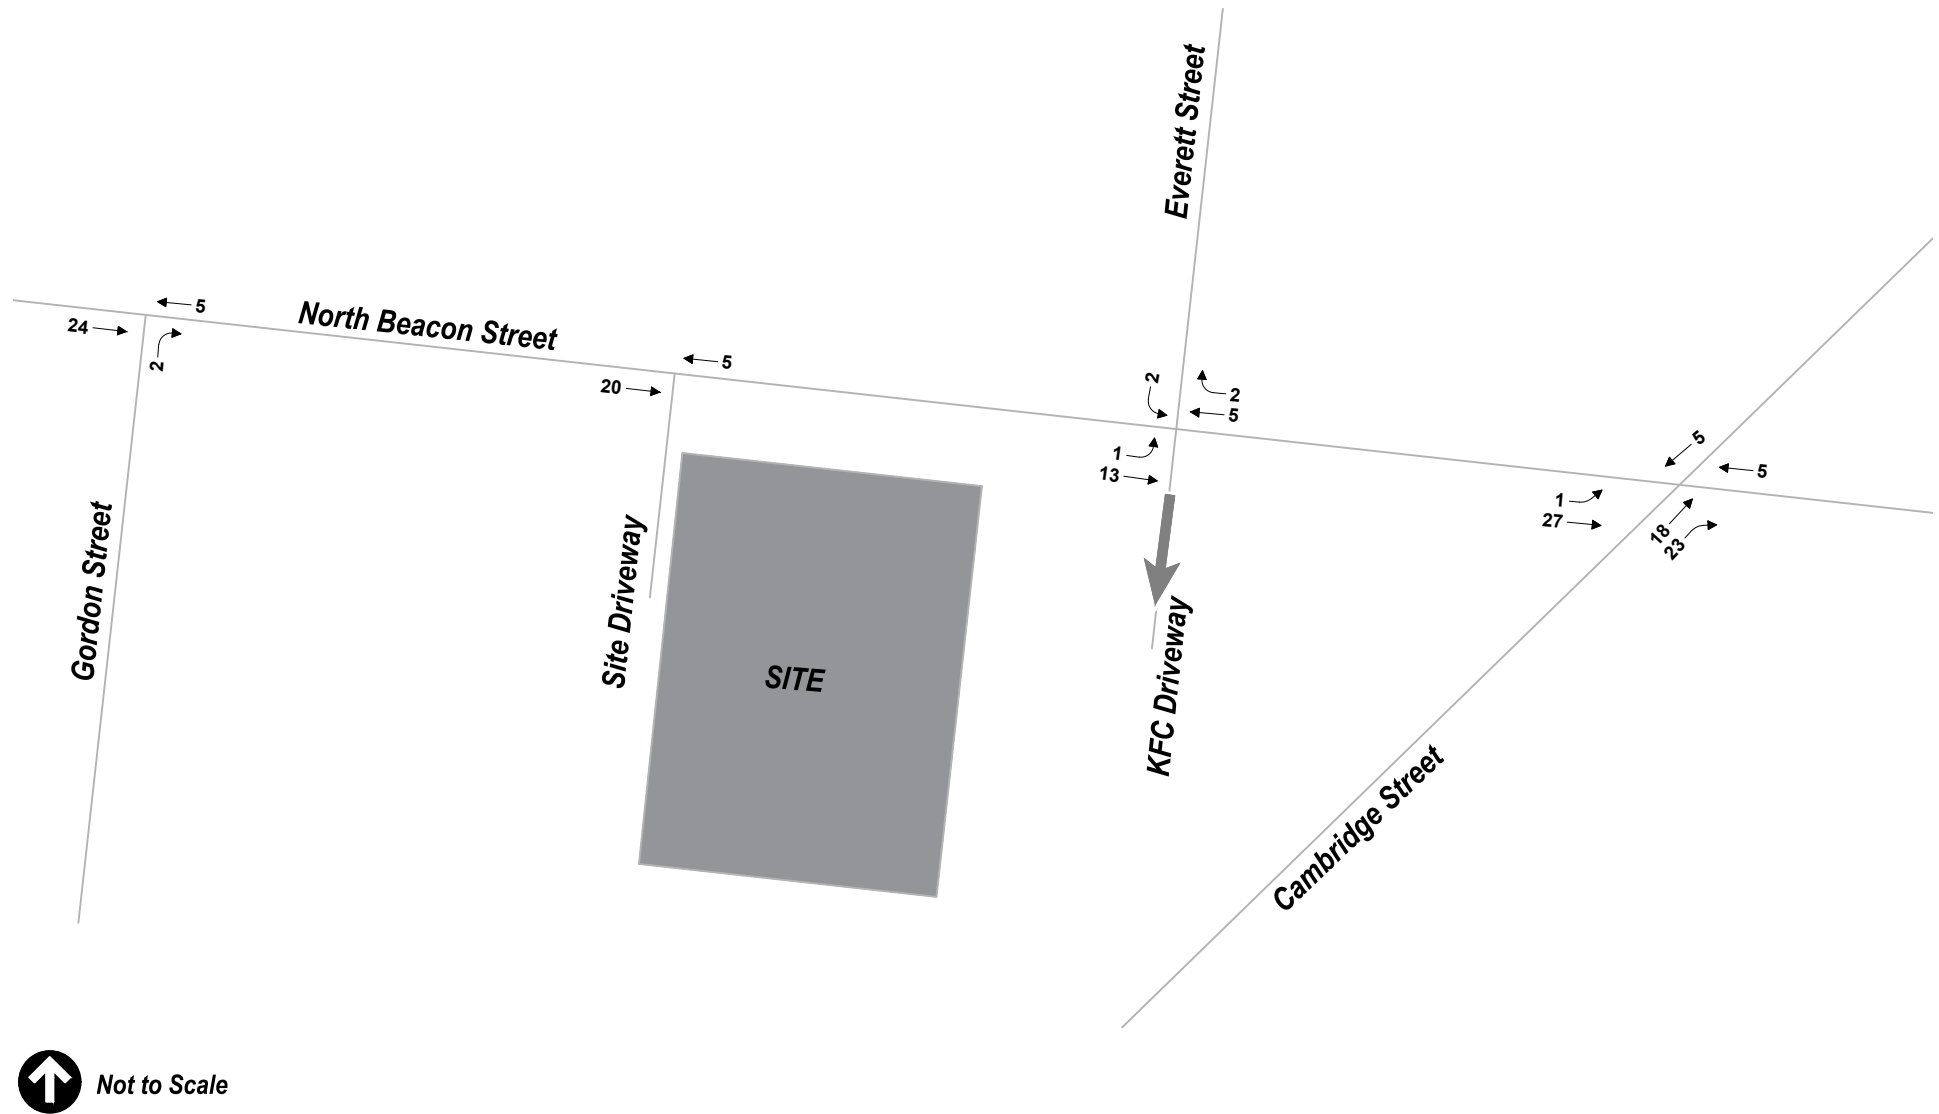 Everett Street
5
North Beacon Street
24
2
5
20
2
2
5
1
13
5
5
1
27
18
23
Gordon Street
Site Driveway
SITE
KFC Driveway
Cambridge Street
Not to Scale